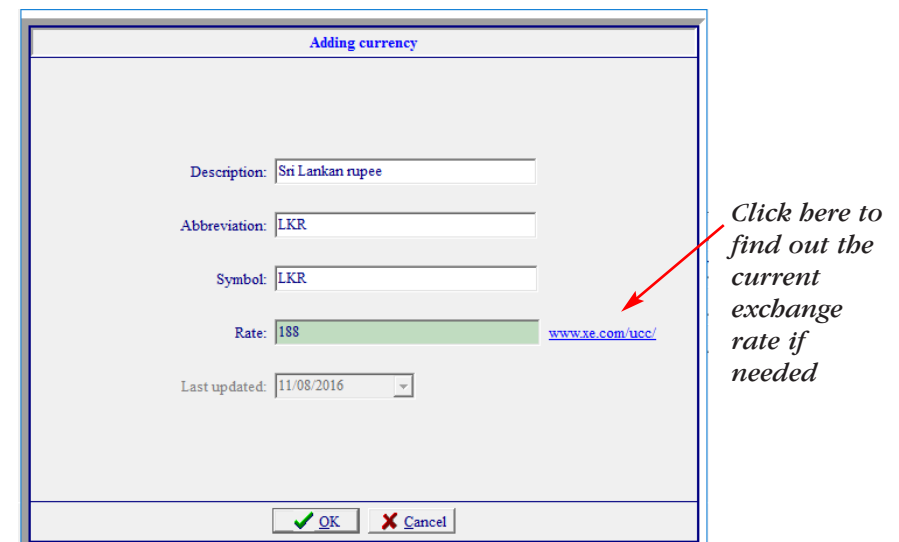 Adding currency
Description: Sri Lankan rupee
Abbreviation: LKR
Symbol: LKR
Rate: 188 www.xe.com/ucc/
Last updated: 11/08/2016
OK Cancel
Click here to
find out the
current
exchange
rate if
needed